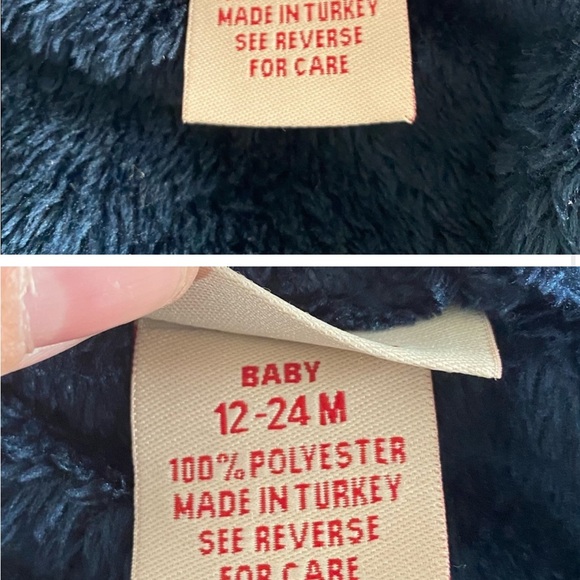 MADE IN TURKEY
SEE REVERSE
FOR CARE
BABY
12-24 M
100% POLYESTER
MADE IN TURKEY
SEE REVERSE
FOR CARE